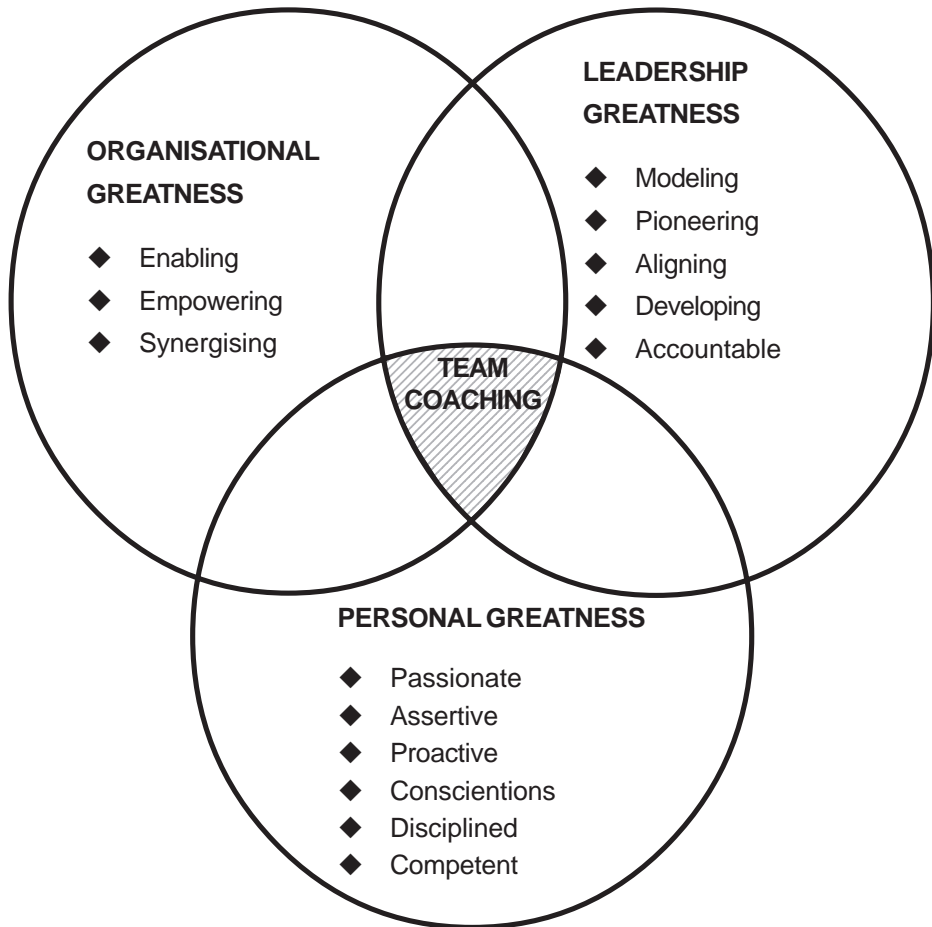 ORGANISATIONAL
GREATNESS
◆ Enabling
◆ Empowering
◆ Synergising
LEADERSHIP
GREATNESS
◆ Modeling
◆ Pioneering
◆ Aligning
◆ Developing
◆ Accountable
TEAM
COACHING
PERSONAL GREATNESS
◆ Passionate
◆ Assertive
◆ Proactive
◆ Conscientions
◆ Disciplined
◆ Competent